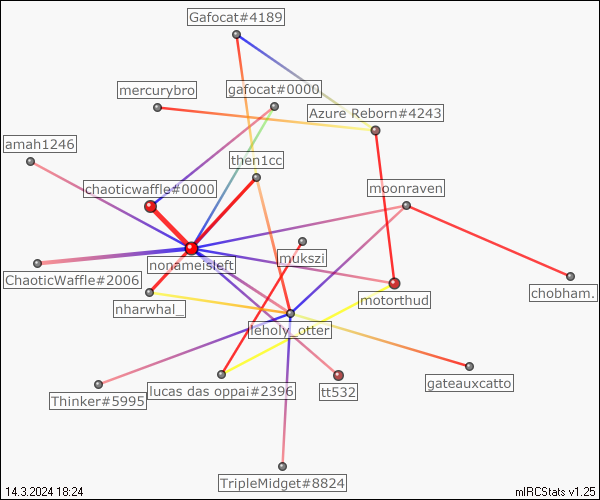 Gafocat#4189
mercurybro
gafocat#0000
Azure Reborn#4243
amah1246
then1cc
chaoticwaffle#0000
moonraven
mukszi
nonameisleft
ChaoticWaffle#2006
chobham.
motorthud
nharwhal_
leholy_otter
gateauxcatto
lucas das oppai#2396
tt532
Thinker#5995
TripleMidget#8824
14.3.2024 18:24
mIRCStats v1.25